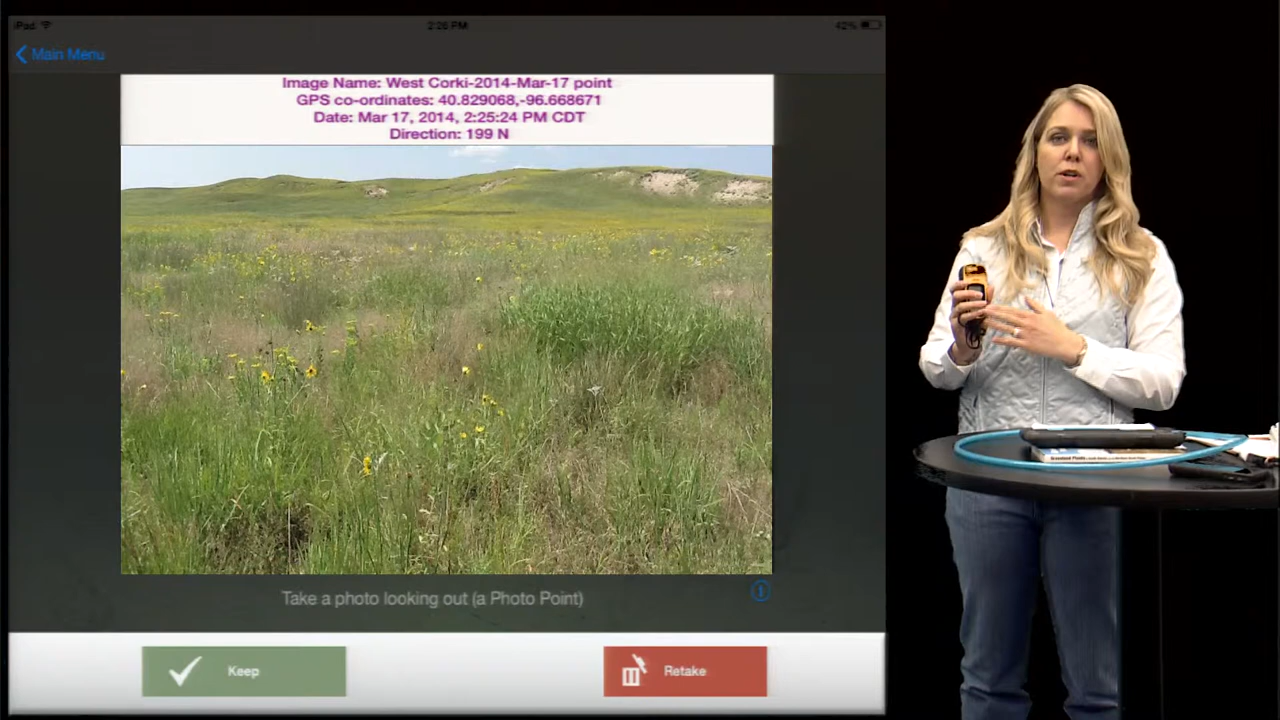 iPad
2:26 PM
42%
Main Menu
Image Name: West Corki-2014-Mar-17 point
GPS co-ordinates: 40.829068,-96.668671
Date: Mar 17, 2014, 2:25:24 PM CDT
Direction: 199 N
Take a photo looking out (a Photo Point)
Keep
Retake
Grassland Plants